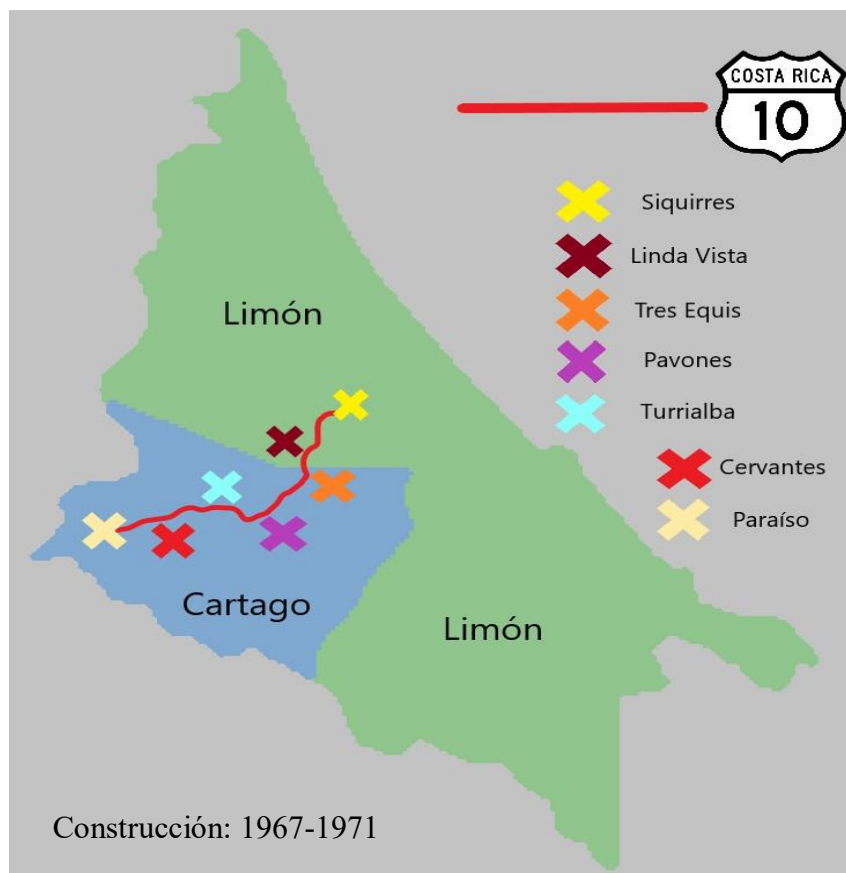 COSTA RICA
10
Siquirres
Linda Vista
Tres Equis
Pavones
Turrialba
Cervantes
Paraíso
Limón
Cartago
Limón
Construcción: 1967-1971